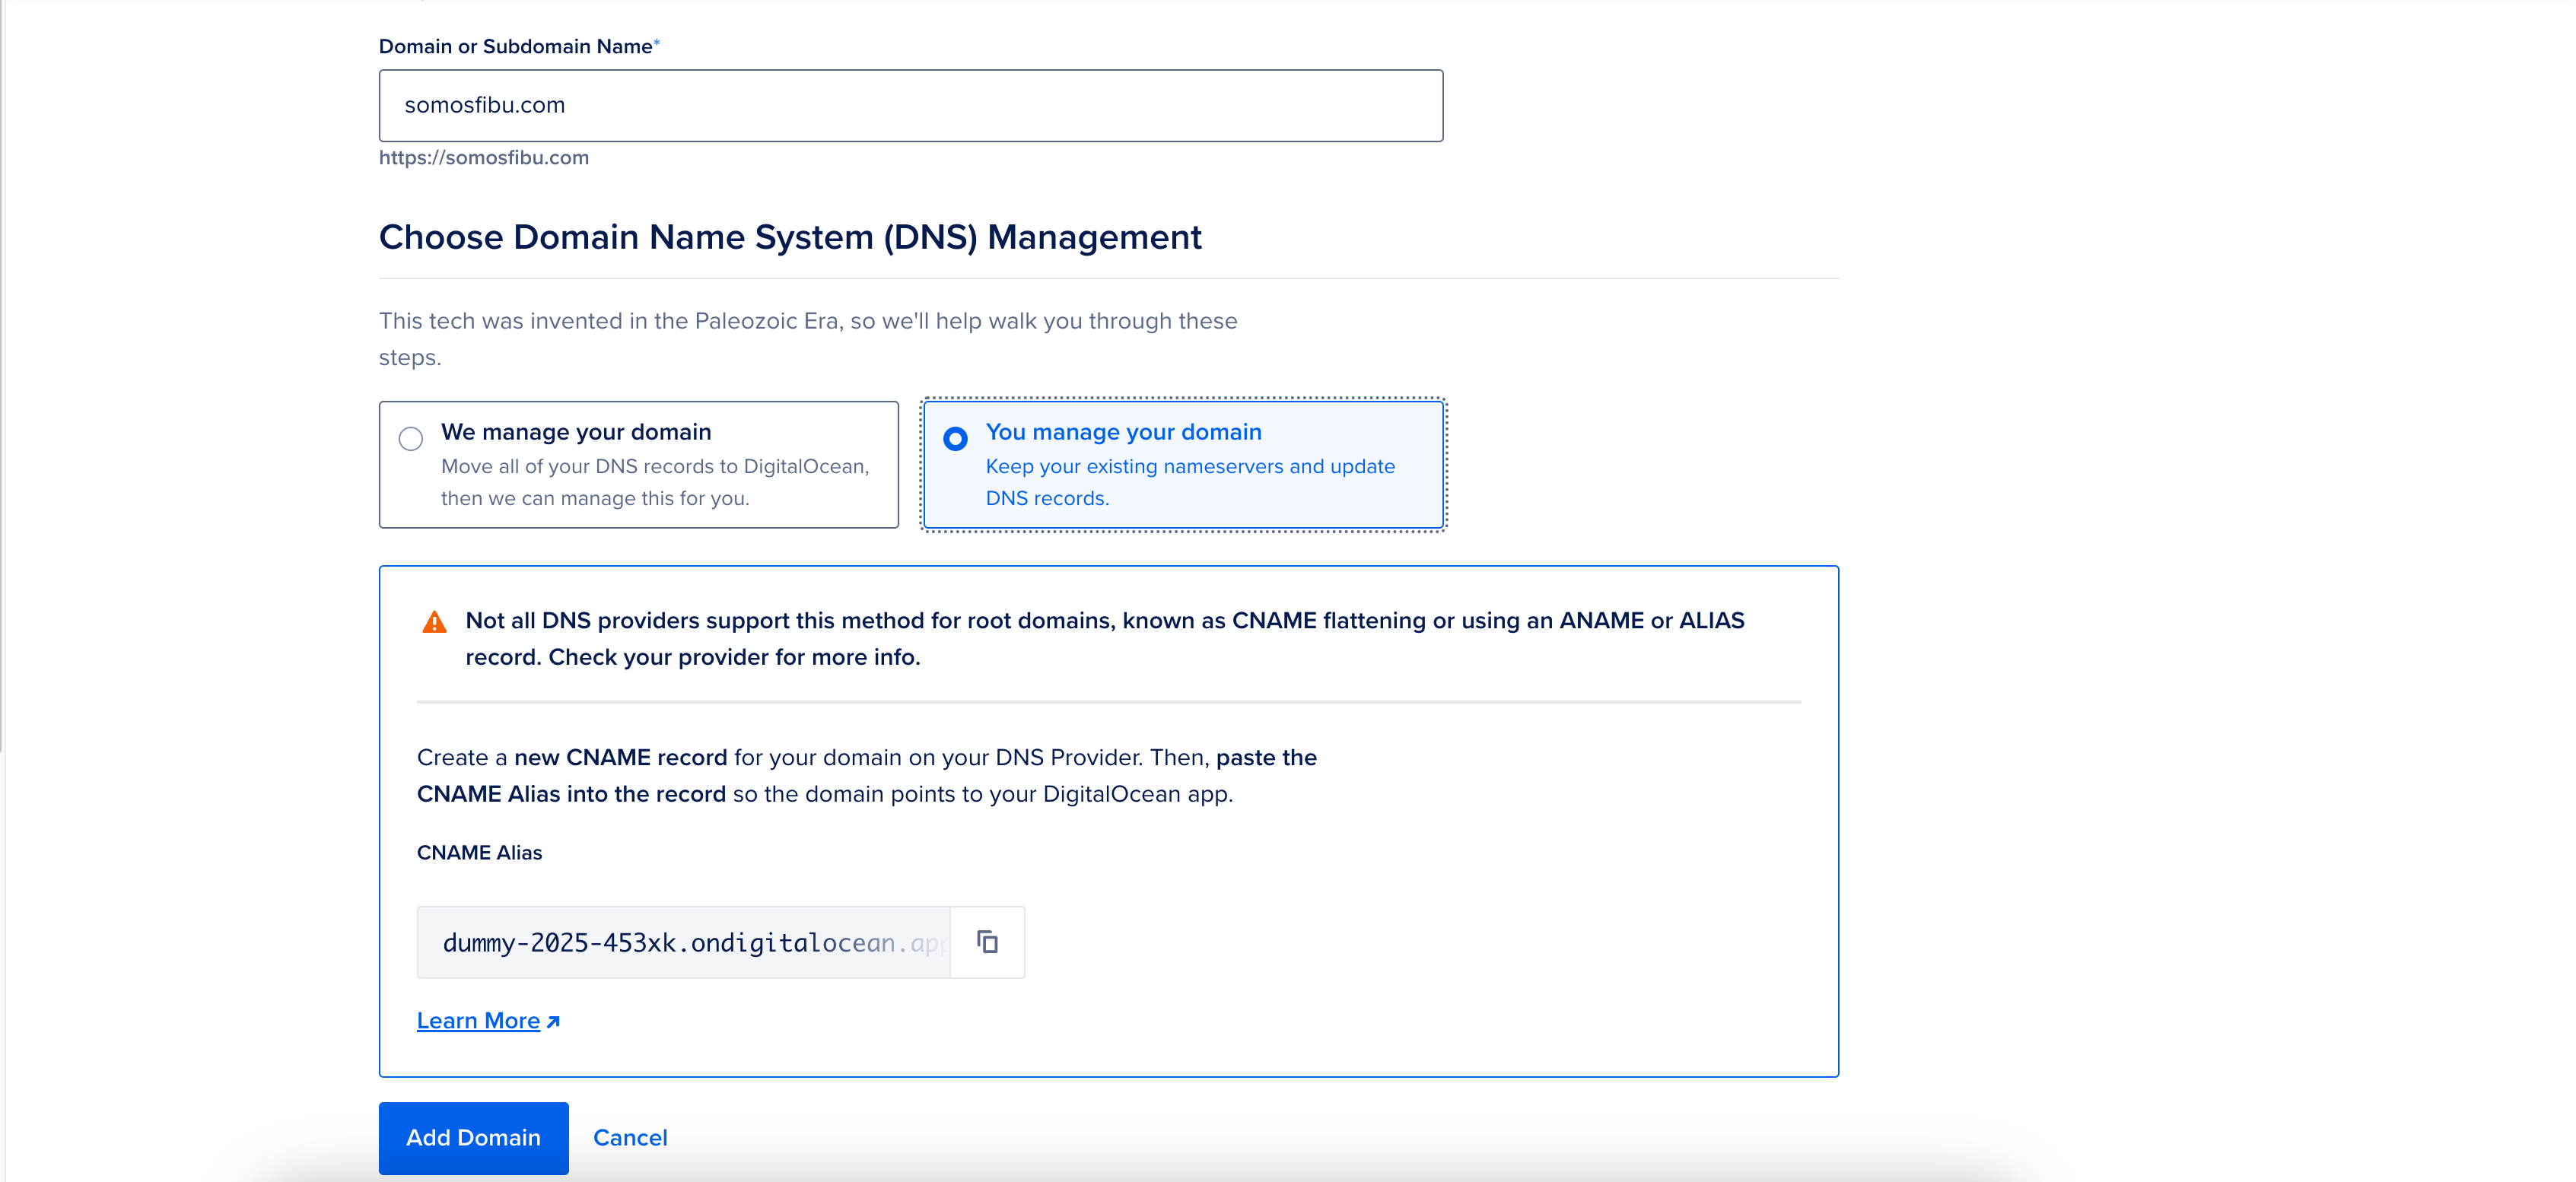 Domain or Subdomain Name*
somosfibu.com
https://somosfibu.com
Choose Domain Name System (DNS) Management
This tech was invented in the Paleozoic Era, so we'll help walk you through these
steps.
We manage your domain
Move all of your DNS records to DigitalOcean,
then we can manage this for you.
You manage your domain
Keep your existing nameservers and update
DNS records.
Not all DNS providers support this method for root domains, known as CNAME flattening or using an ANAME or ALIAS
record. Check your provider for more info.
Create a new CNAME record for your domain on your DNS Provider. Then, paste the
CNAME Alias into the record so the domain points to your DigitalOcean app.
CNAME Alias
dummy-2025-453xk.ondigitalocean.app
Learn More
Add Domain
Cancel